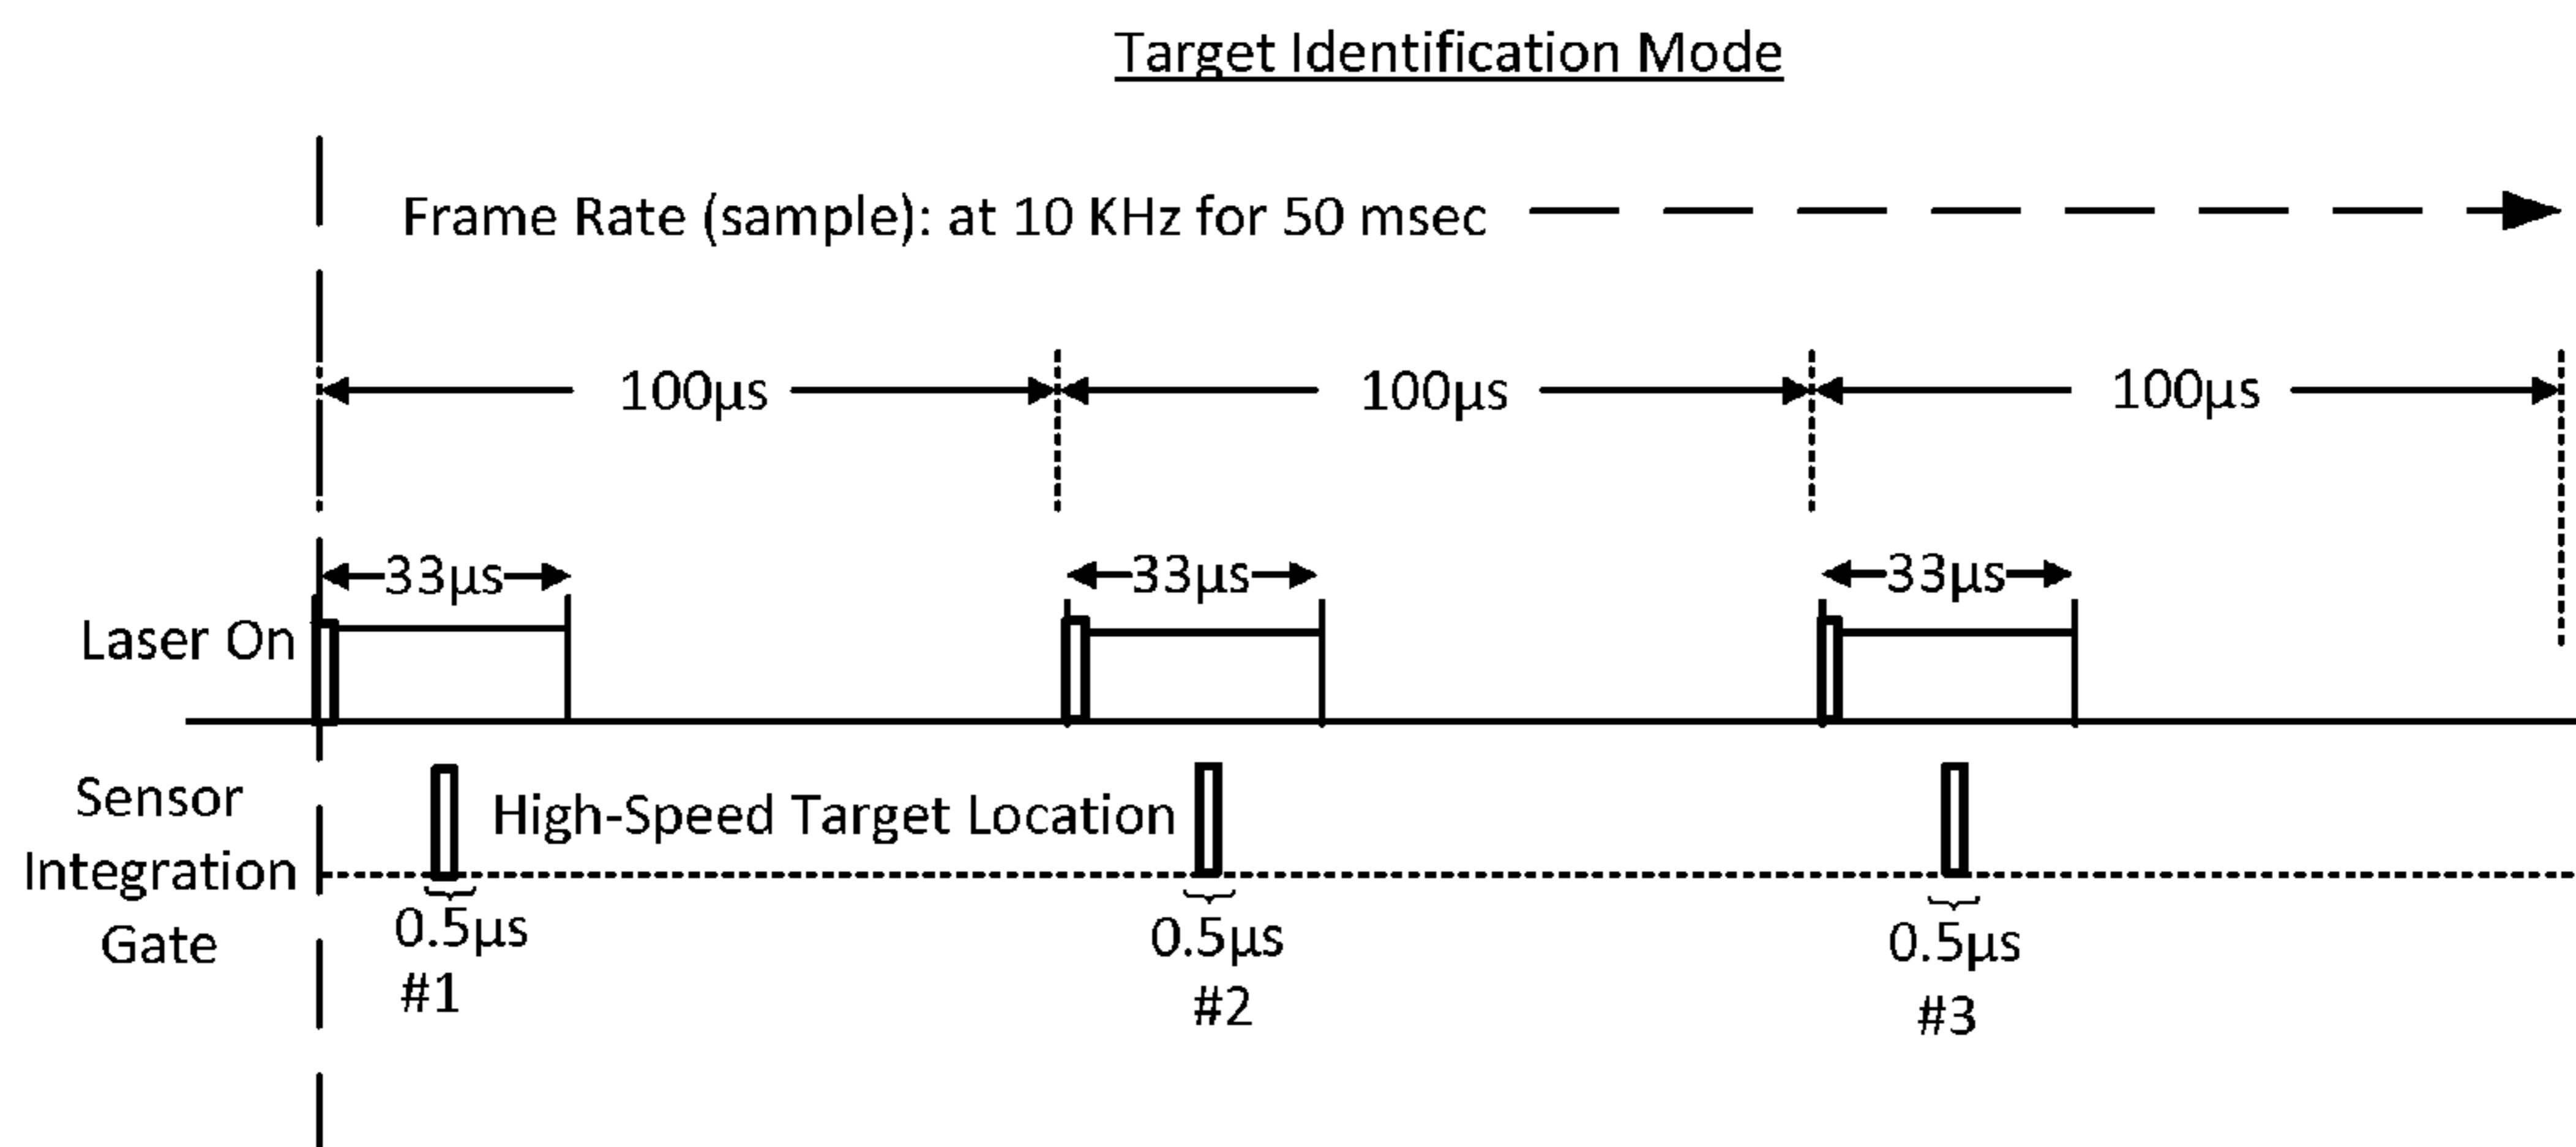 Target Identification Mode
Frame Rate (sample): at 10 KHz for 50 msec
100µs 100µs 100µs
33µs 33µs 33µs
Laser On
Sensor
Integration
Gate
High-Speed Target Location
0.5µs 0.5µs 0.5µs
#1 #2 #3